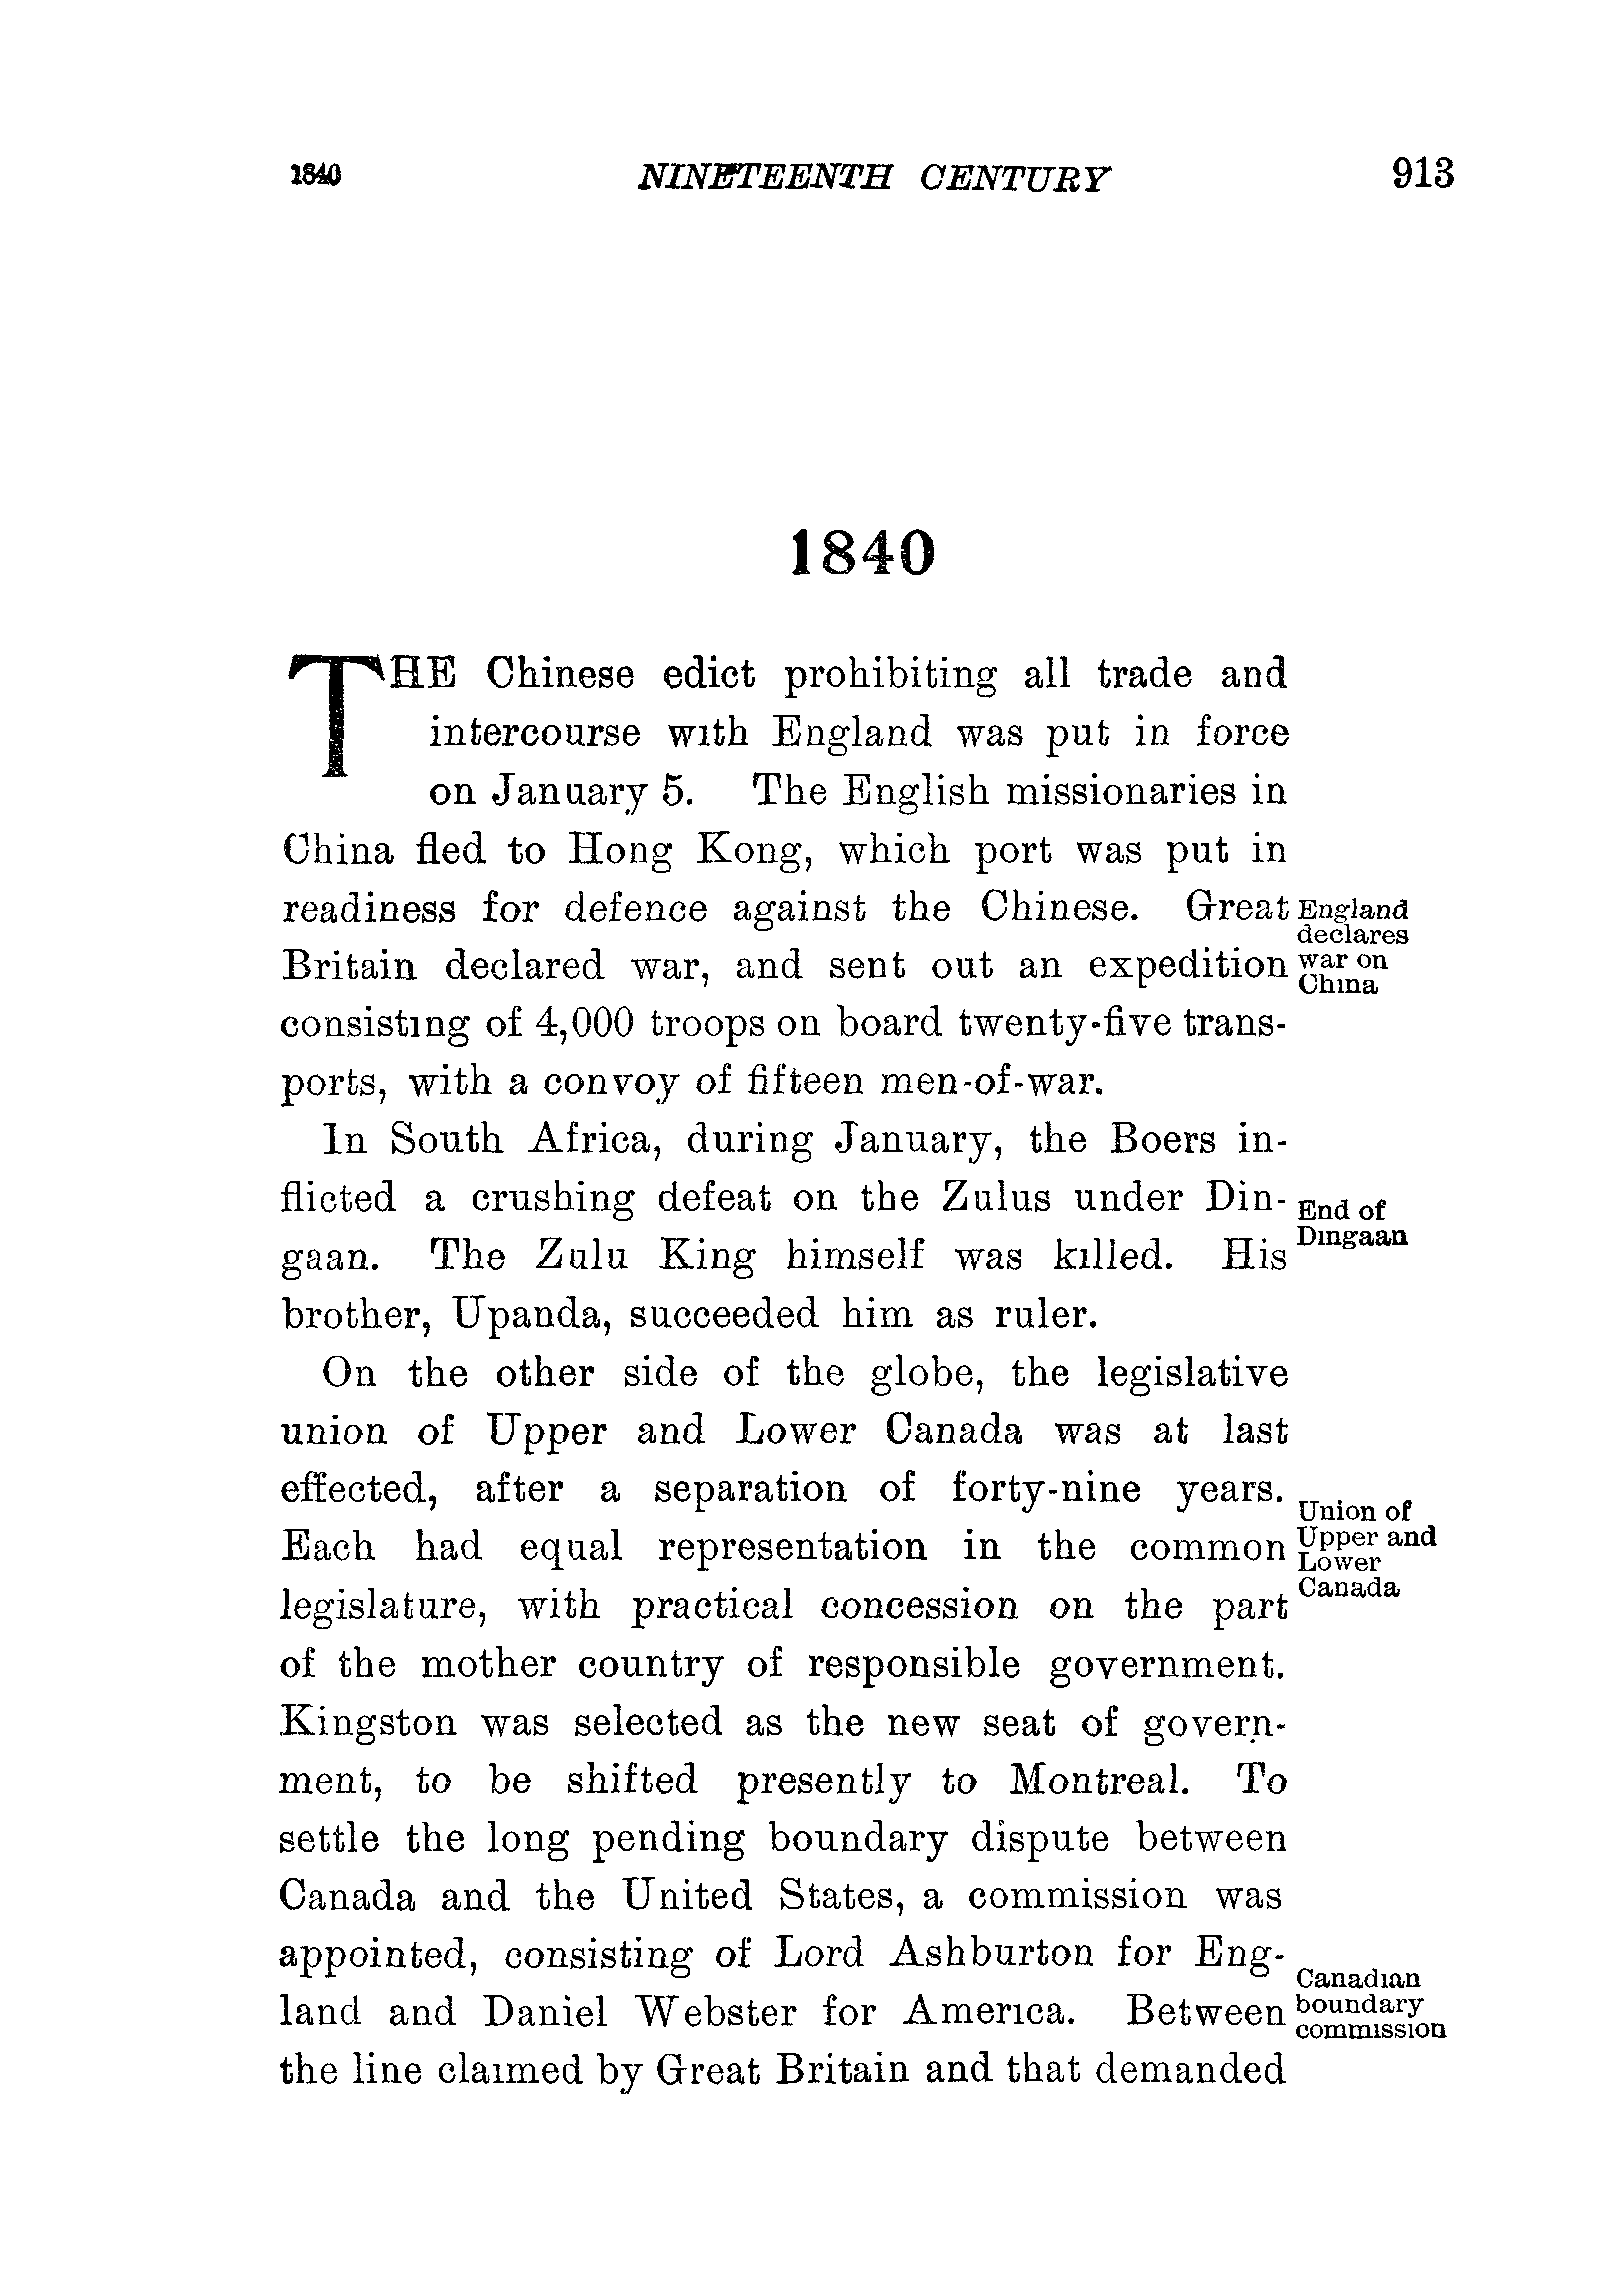 1840 NINETEENTH CENTURY 913
1840
THE Chinese edict prohibiting all trade and
intercourse with England was put in force
on January 5. The English missionaries in
China fled to Hong Kong, which port was put in
readiness for defence against the Chinese. Great
England
declares
war on
China
Britain declared war, and sent out an expedition
consisting of 4,000 troops on board twenty-five trans-
ports, with a convoy of fifteen men-of-war.
In South Africa, during January, the Boers in-
flicted a crushing defeat on the Zulus under Din-
End of
Dingaan
gaan. The Zulu King himself was killed. His
brother, Upanda, succeeded him as ruler.
On the other side of the globe, the legislative
union of Upper and Lower Canada was at last
effected, after a separation of forty-nine years.
Union of
Upper and
Lower
Canada
Each had equal representation in the common
legislature, with practical concession on the part
of the mother country of responsible government.
Kingston was selected as the new seat of govern-
ment, to be shifted presently to Montreal. To
settle the long pending boundary dispute between
Canada and the United States, a commission was
appointed, consisting of Lord Ashburton for Eng-
Canadian
boundary
commission
land and Daniel Webster for America. Between
the line claimed by Great Britain and that demanded